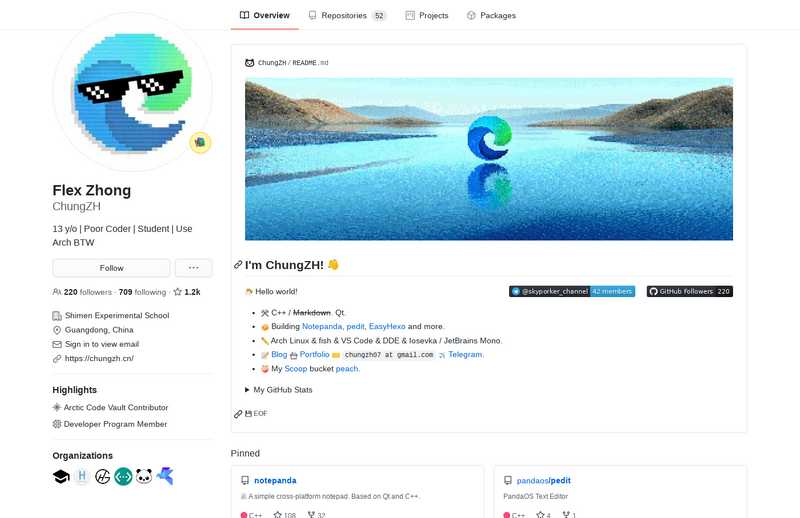 Overview Repositories 52 Projects Packages
ChungZH / README.md
Flex Zhong
ChungZH
13 y/o | Poor Coder | Student | Use
Arch BTW
Follow ...
220 followers · 709 following · 1.2k
Shimen Experimental School
Guangdong, China
Sign in to view email
https://chungzh.cn/
Highlights
Arctic Code Vault Contributor
Developer Program Member
Organizations
I'm ChungZH! 👋
Hello world!
@skyporker_channel 42 members GitHub Followers 220
C++ / Markdown. Qt.
Building Notepanda, pedit, EasyHexo and more.
Arch Linux & fish & VS Code & DDE & Iosevka / JetBrains Mono.
Blog Portfolio chungzh07 at gmail.com Telegram.
My Scoop bucket peach.
My GitHub Stats
EOF
Pinned
notepanda
A simple cross-platform notepad. Based on Qt and C++.
C++ 108 32
pandaos/pedit
PandaOS Text Editor
C++ 4 1